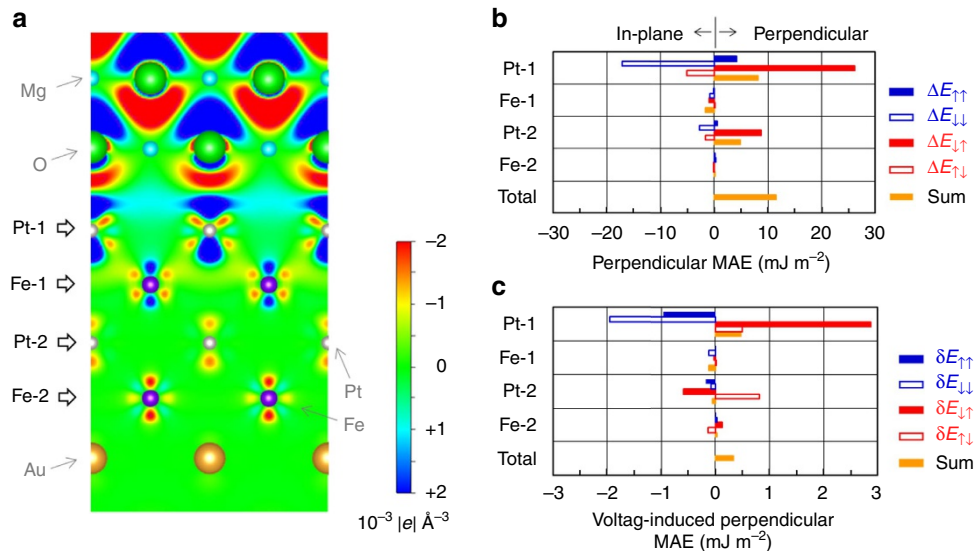 a
Mg
O
Pt-1
Fe-1
Pt-2
Fe-2
Au
Pt
Fe
−2
−1
0
+1
+2
10⁻³ |e| Å⁻³
b
In-plane
Perpendicular
Pt-1
Fe-1
Pt-2
Fe-2
Total
−30 −20 −10 0 10 20 30
Perpendicular MAE (mJ m⁻²)
ΔE↑↑
ΔE↓↓
ΔE↓↑
ΔE↑↓
Sum
c
Pt-1
Fe-1
Pt-2
Fe-2
Total
−3 −2 −1 0 1 2 3
Voltag-induced perpendicular
MAE (mJ m⁻²)
δE↑↑
δE↓↓
δE↓↑
δE↑↓
Sum